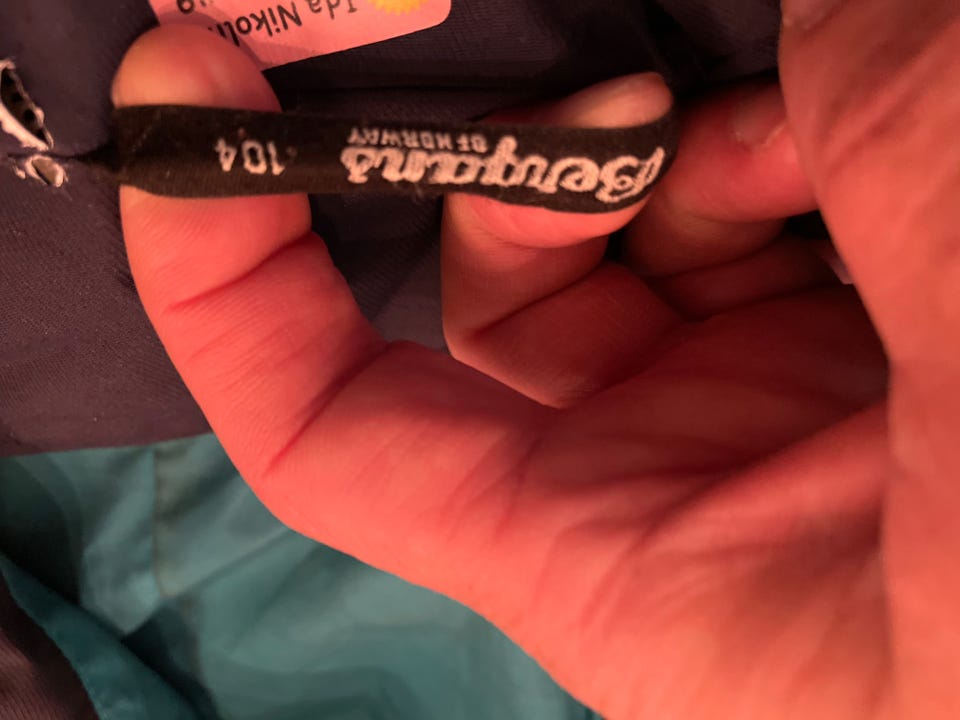 Ida
Bergans
OF NORWAY
104